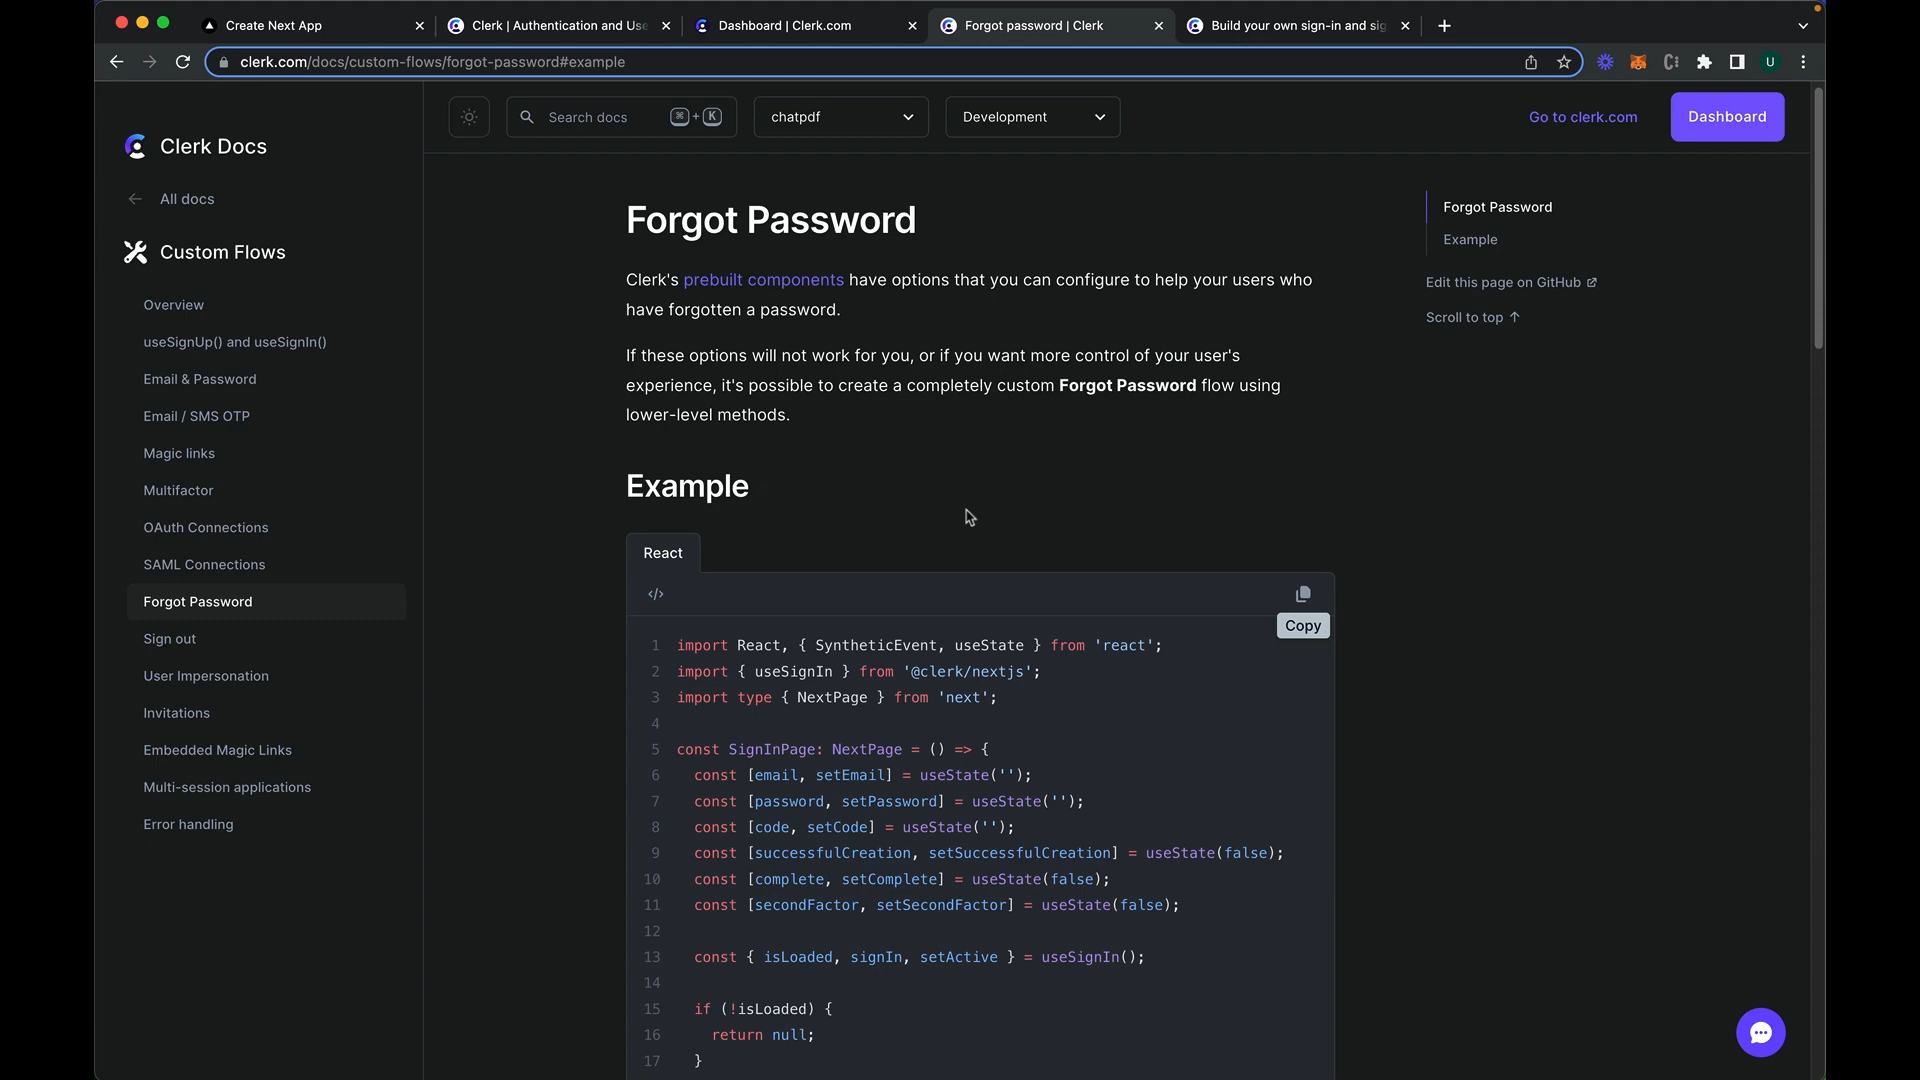 Create Next App
Clerk | Authentication and Use
Dashboard | Clerk.com
Forgot password | Clerk
Build your own sign-in and sig
clerk.com/docs/custom-flows/forgot-password#example
U
Clerk Docs
All docs
Custom Flows
Overview
useSignUp() and useSignIn()
Email & Password
Email / SMS OTP
Magic links
Multifactor
OAuth Connections
SAML Connections
Forgot Password
Sign out
User Impersonation
Invitations
Embedded Magic Links
Multi-session applications
Error handling
Search docs
⌘ + K
chatpdf
Development
Go to clerk.com
Dashboard
Forgot Password
Clerk's prebuilt components have options that you can configure to help your users who
have forgotten a password.
If these options will not work for you, or if you want more control of your user's
experience, it's possible to create a completely custom Forgot Password flow using
lower-level methods.
Example
React
</>
Copy
1 import React, { SyntheticEvent, useState } from 'react';
2 import { useSignIn } from '@clerk/nextjs';
3 import type { NextPage } from 'next';
4
5 const SignInPage: NextPage = () => {
6 const [email, setEmail] = useState('');
7 const [password, setPassword] = useState('');
8 const [code, setCode] = useState('');
9 const [successfulCreation, setSuccessfulCreation] = useState(false);
10 const [complete, setComplete] = useState(false);
11 const [secondFactor, setSecondFactor] = useState(false);
12
13 const { isLoaded, signIn, setActive } = useSignIn();
14
15 if (!isLoaded) {
16 return null;
17 }
Forgot Password
Example
Edit this page on GitHub
Scroll to top ↑